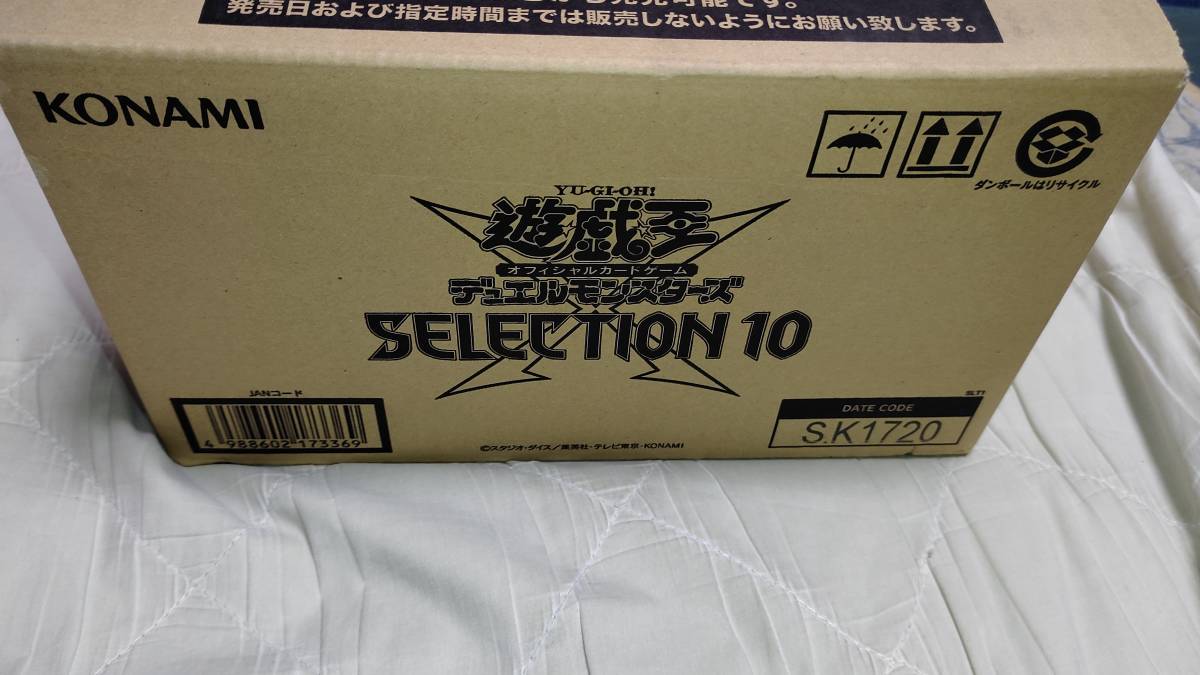 発売日および指定時間までは販売しないようにお願い致します。
KONAMI
ダンボールはリサイクル
YU-GI-OH!
遊戯王
オフィシャルカードゲーム
デュエルモンスターズ
SELECTION 10
JANコード
4 988602 173369
©スタジオ・ダイス/集英社・テレビ東京・KONAMI
SLT1
DATE CODE
S.K1720